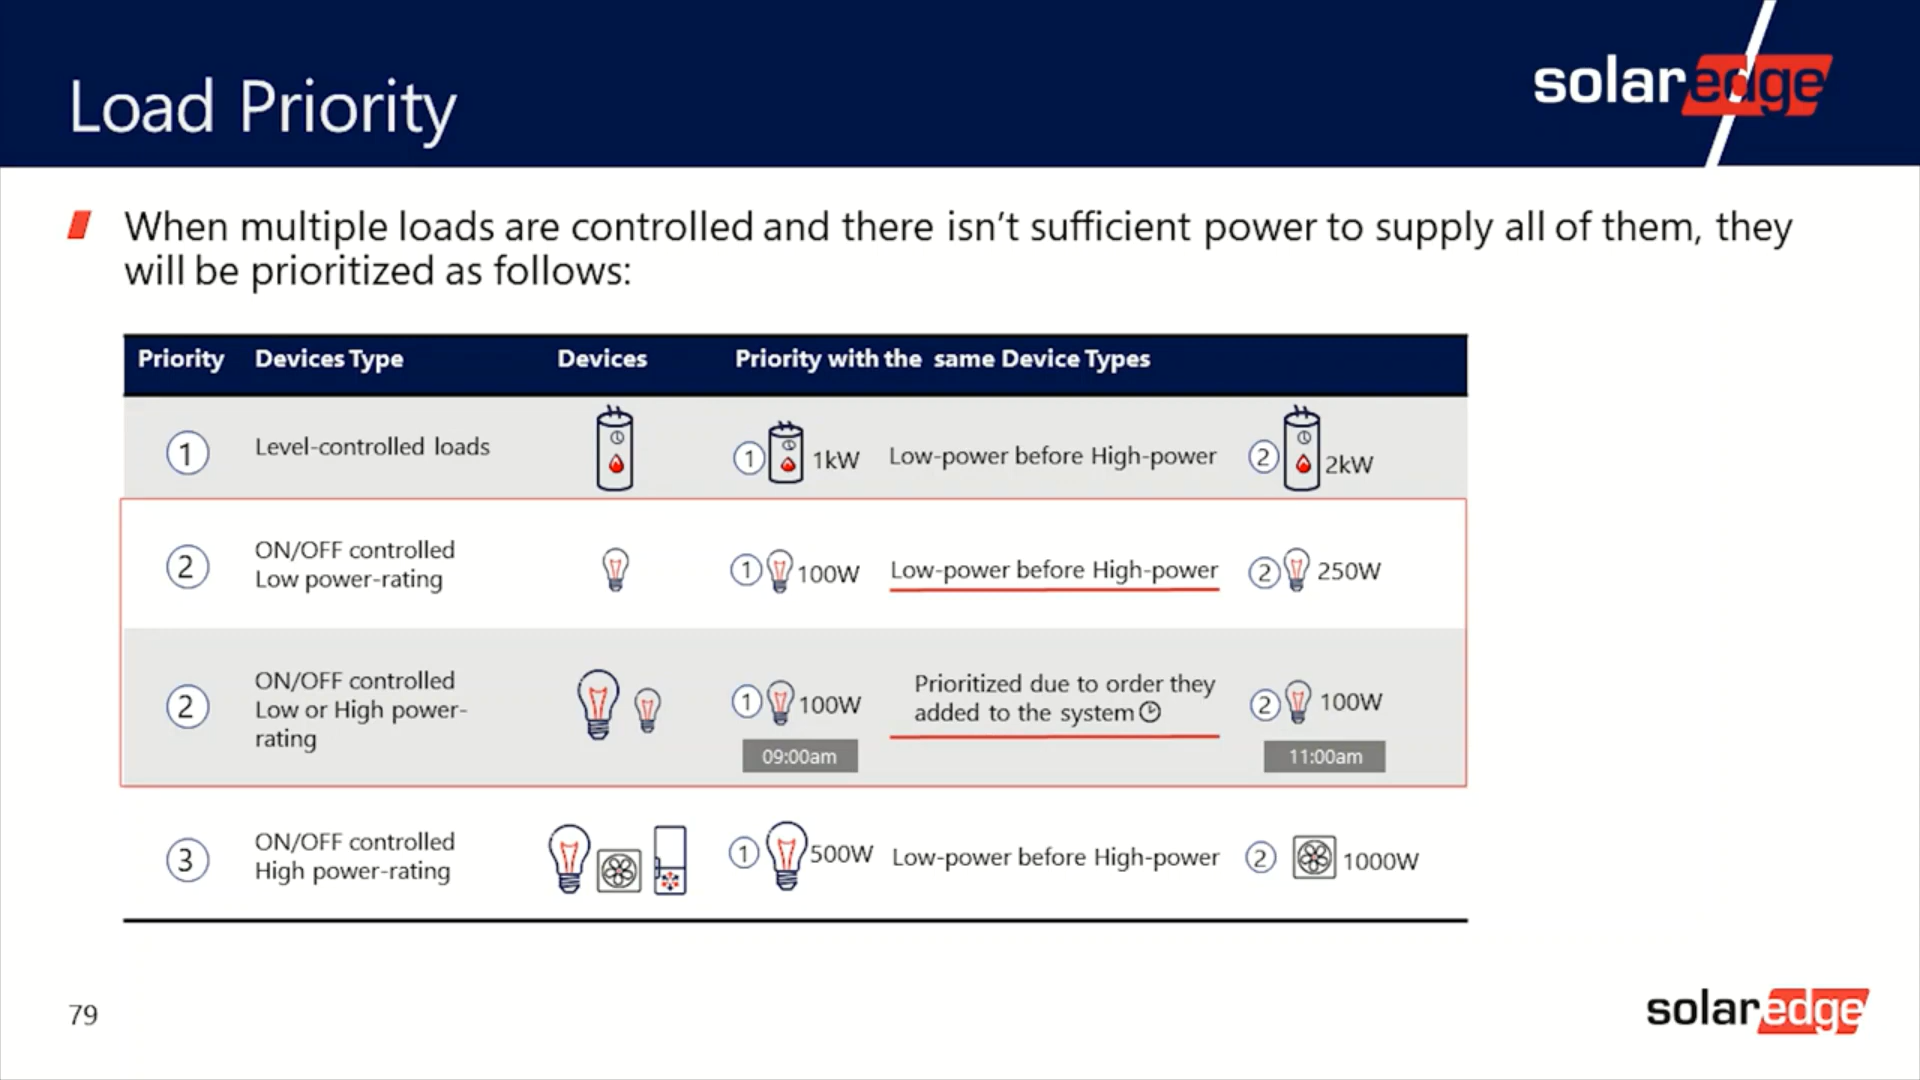 Load Priority
solaredge
When multiple loads are controlled and there isn't sufficient power to supply all of them, they
will be prioritized as follows:
Priority Devices Type Devices Priority with the same Device Types
1 Level-controlled loads 1 1kW Low-power before High-power 2 2kW
2 ON/OFF controlled
Low power-rating 1 100W Low-power before High-power 2 250W
2 ON/OFF controlled
Low or High power-
rating
1 100W Prioritized due to order they
added to the system 2 100W
09:00am 11:00am
3 ON/OFF controlled
High power-rating 1 500W Low-power before High-power 2 1000W
79
solaredge